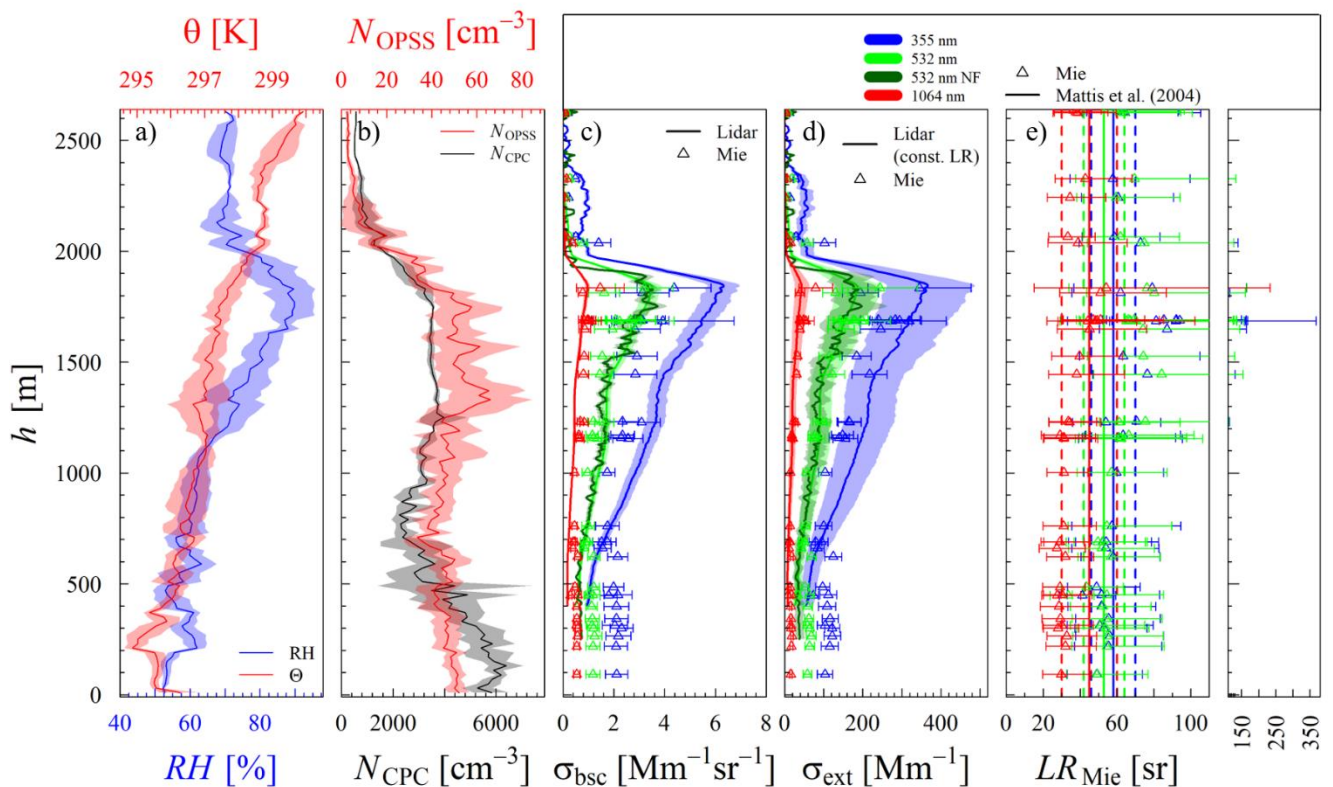 355 nm
532 nm
532 nm NF
1064 nm
Mie
Mattis et al. (2004)
θ [K]
N_OPSS [cm⁻³]
295 297 299
0 20 40 60 80
a)
b)
N_OPSS
N_CPC
c)
Lidar
Mie
d)
Lidar
(const. LR)
Mie
e)
h [m]
2500
2000
1500
1000
500
0
RH
Θ
40 60 80
0 2000 4000 6000
0 2 4 6 8
0 200 400
0 20 40 60 80 100
150
250
350
RH [%]
N_CPC [cm⁻³]
σ_bsc [Mm⁻¹sr⁻¹]
σ_ext [Mm⁻¹]
LR_Mie [sr]